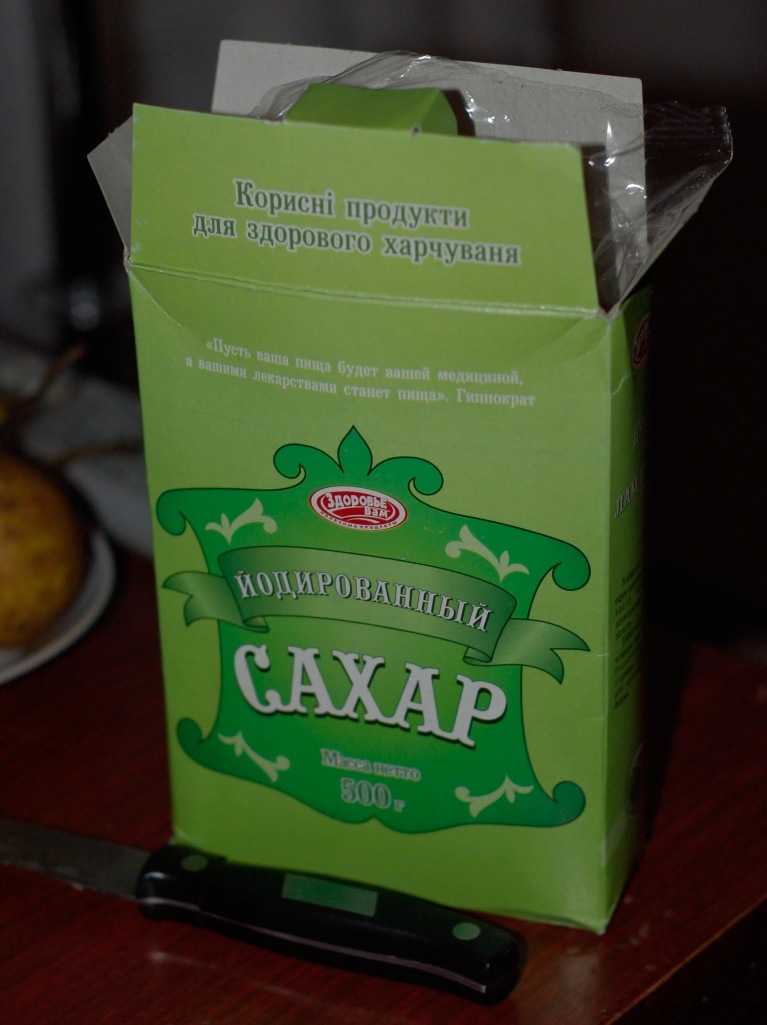 Корисні продукти
для здорового харчуваня
«Пусть ваша пища будет вашей медициной,
а вашими лекарствами станет пища». Гиппократ
ЗДОРОВЬЕ
ВАМ
ЙОДИРОВАННЫЙ
САХАР
Масса нетто
500 г